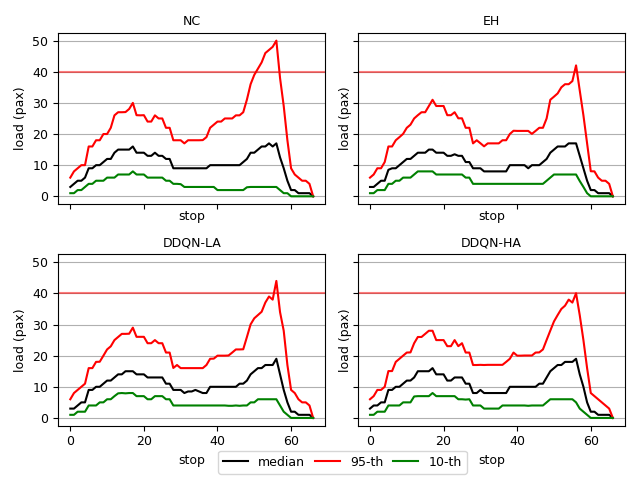 NC
EH
50
40
30
20
10
0
load (pax)
load (pax)
stop
stop
DDQN-LA
DDQN-HA
50
40
30
20
10
0
load (pax)
load (pax)
0 20 40 60
0 20 40 60
stop
stop
median 95-th 10-th